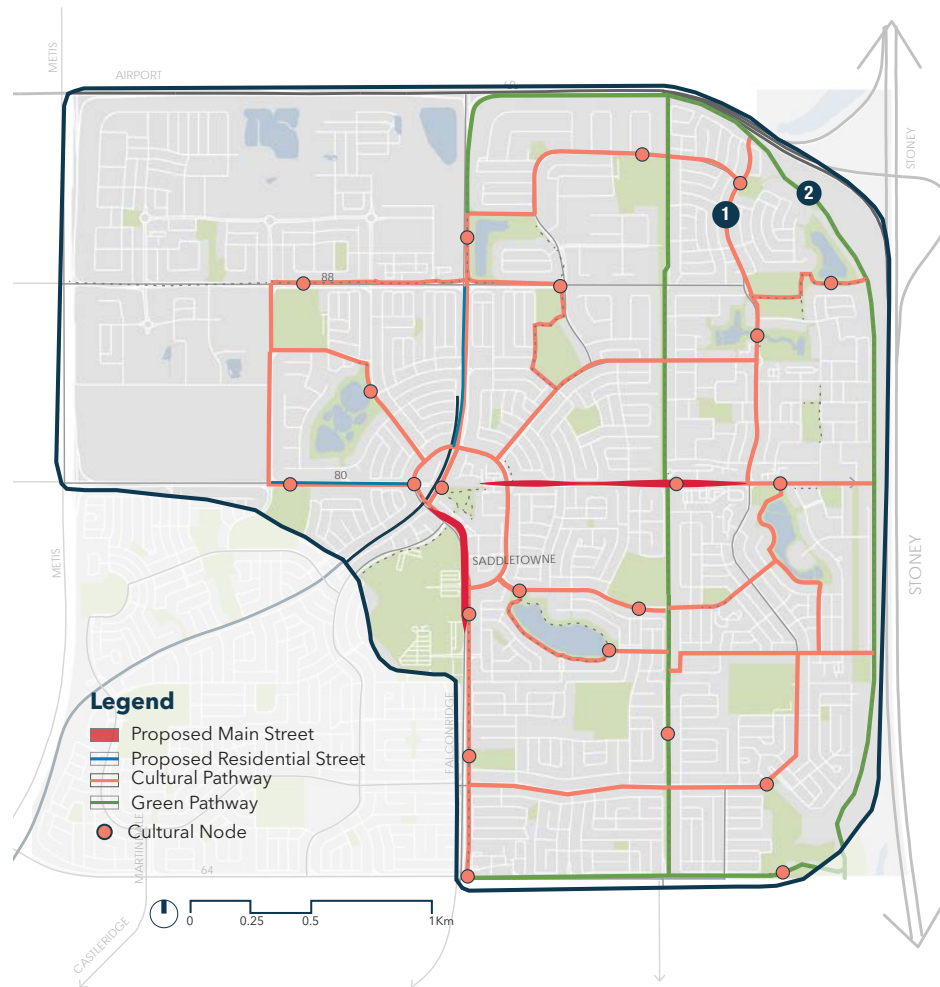 METIS
AIRPORT
60
STONEY
2
1
88
80
SADDLETOWNE
METIS
STONEY
Legend
Proposed Main Street
Proposed Residential Street
Cultural Pathway
Green Pathway
Cultural Node
FALCONRIDGE
64
0 0.25 0.5 1Km
CASTLERIDGE